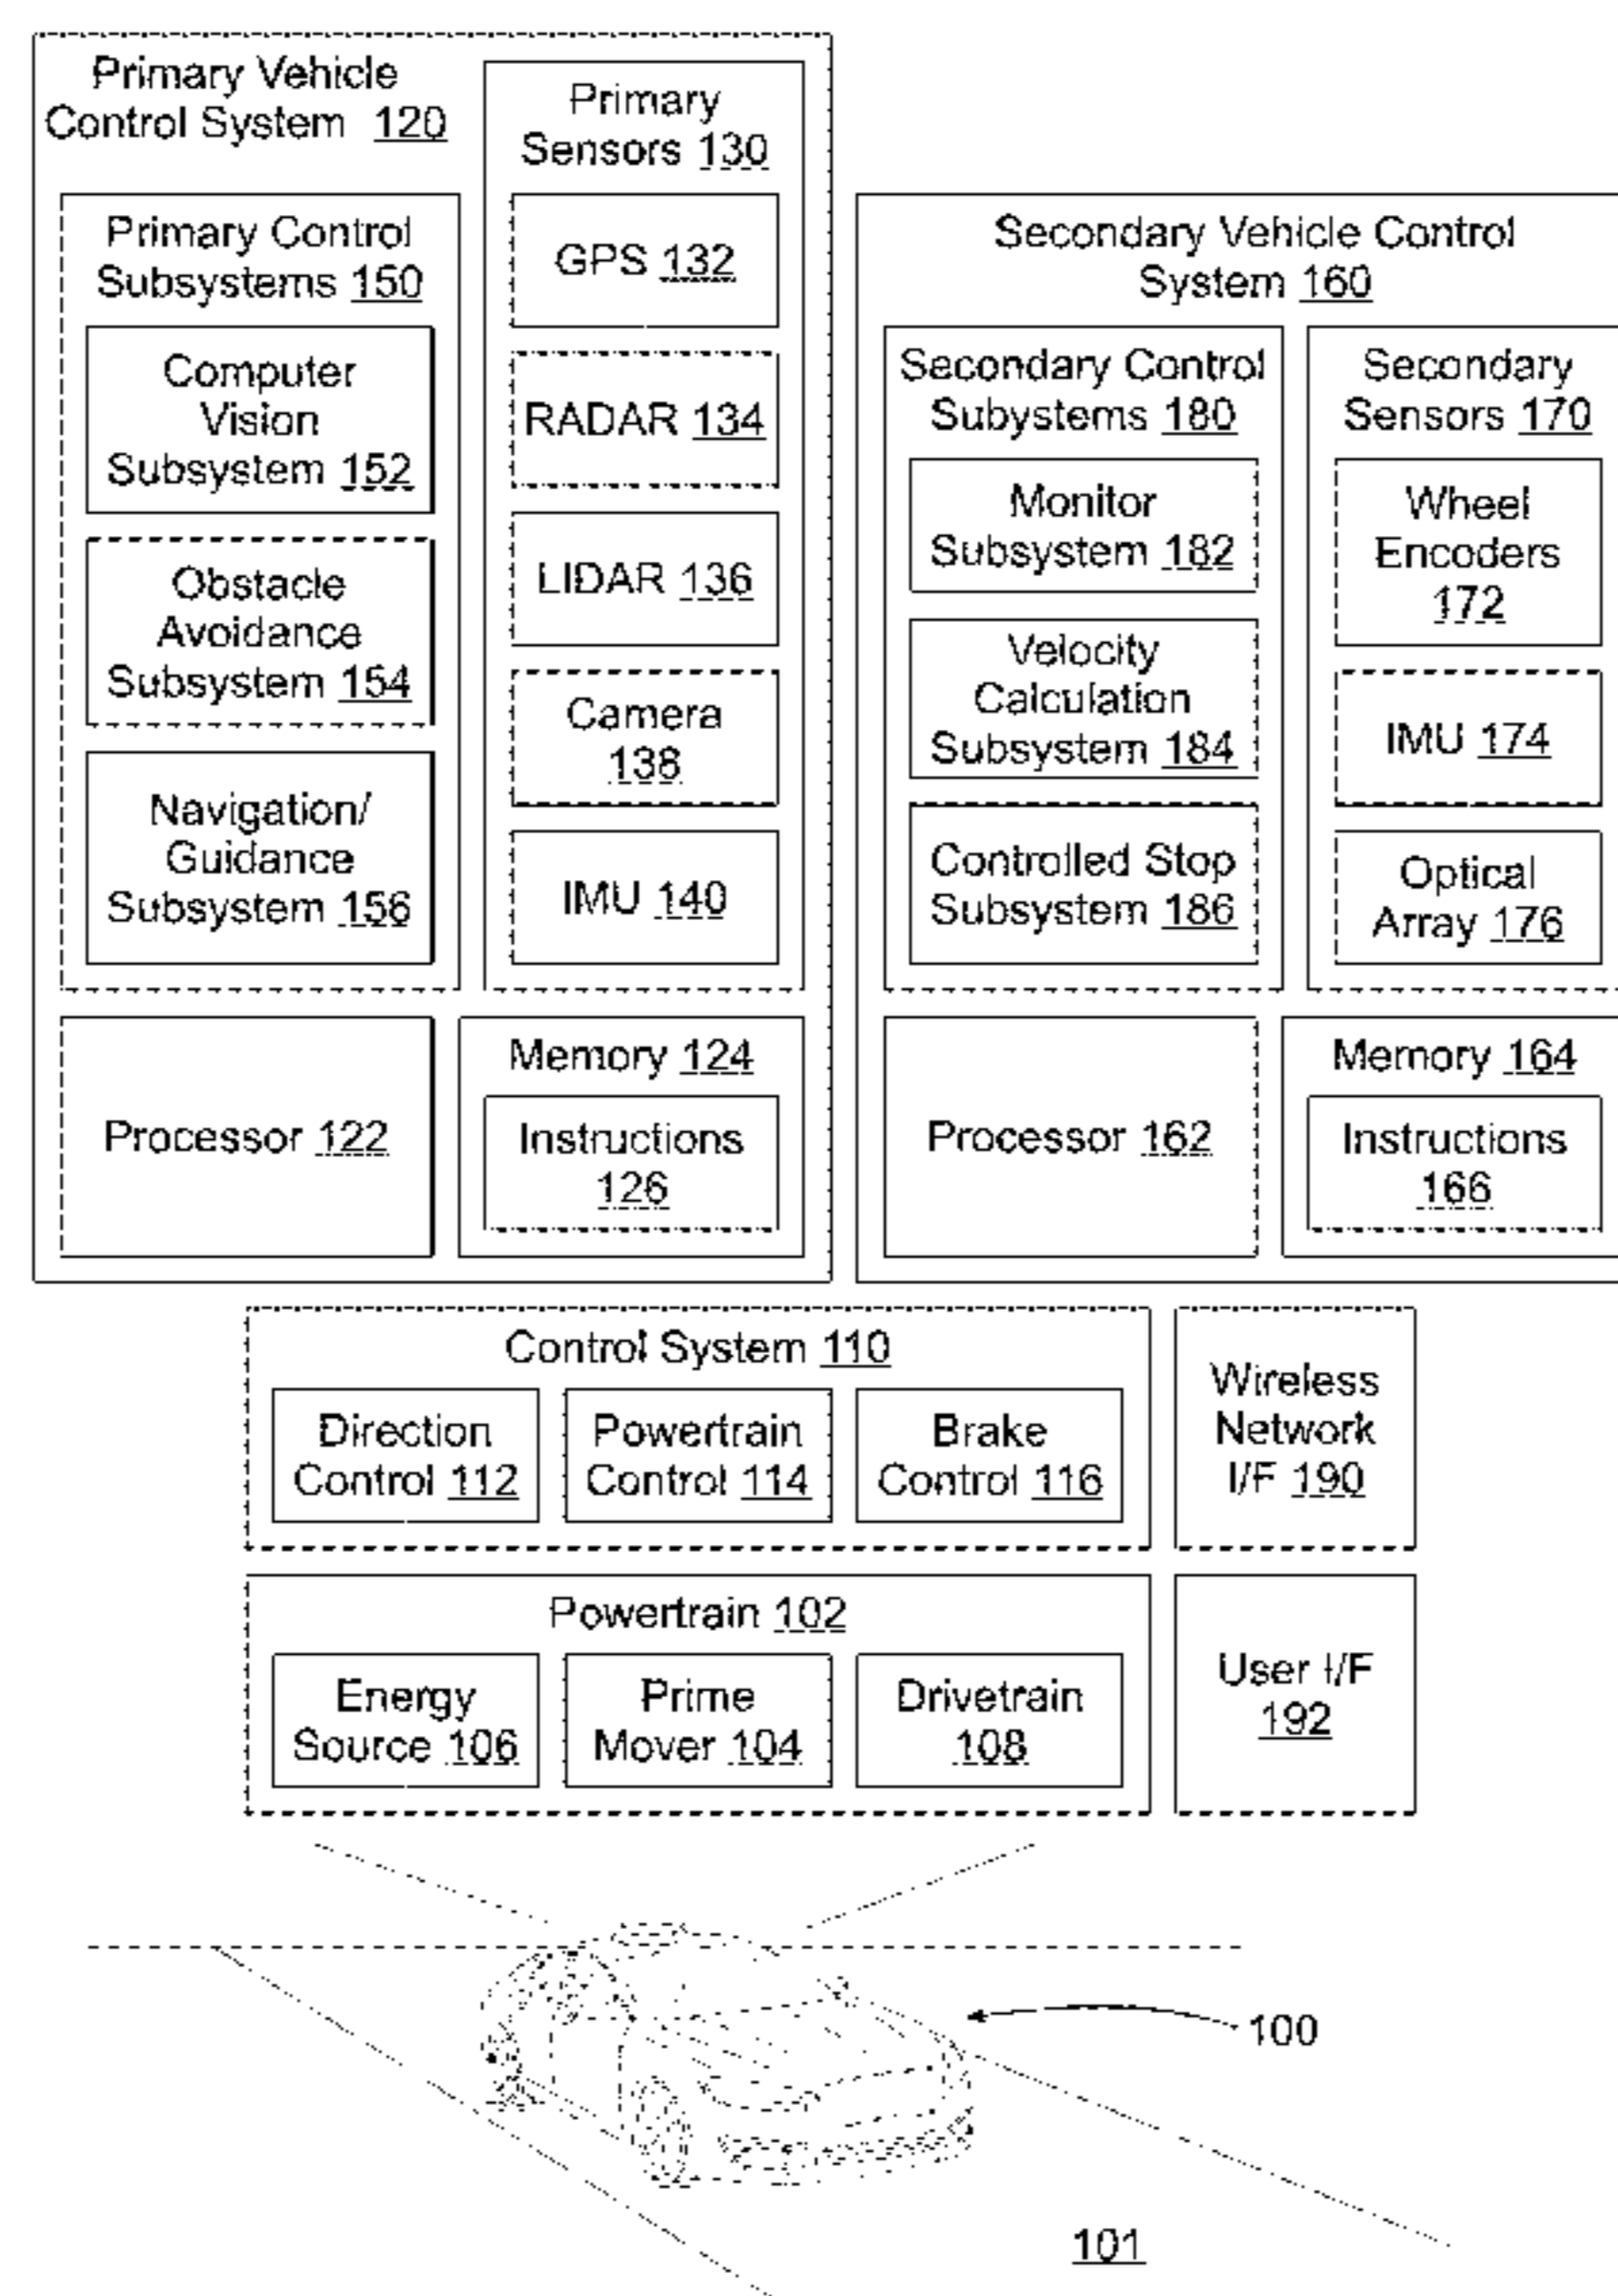 Primary Vehicle
Control System 120
Primary Control
Subsystems 150
Computer
Vision
Subsystem 152
Obstacle
Avoidance
Subsystem 154
Navigation/
Guidance
Subsystem 156
Primary
Sensors 130
GPS 132
RADAR 134
LIDAR 136
Camera
138
IMU 140
Processor 122
Memory 124
Instructions
126
Secondary Vehicle Control
System 160
Secondary Control
Subystems 180
Monitor
Subsystem 182
Velocity
Calculation
Subsystem 184
Controlled Stop
Subsystem 186
Secondary
Sensors 170
Wheel
Encoders
172
IMU 174
Optical
Array 176
Processor 162
Memory 164
Instructions
166
Control System 110
Direction
Control 112
Powertrain
Control 114
Brake
Control 116
Wireless
Network
I/F 190
Powertrain 102
Energy
Source 106
Prime
Mover 104
Drivetrain
108
User I/F
192
100
101